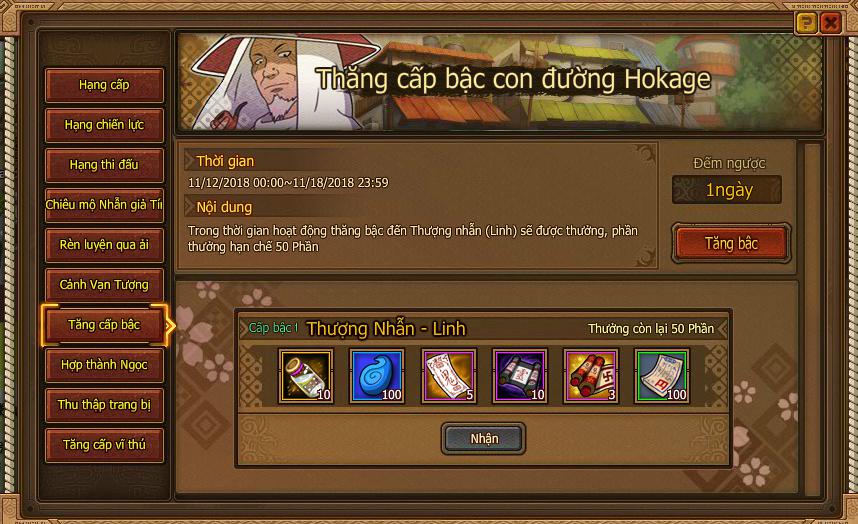 Thăng cấp bậc con đường Hokage
Hạng cấp
Hạng chiến lực
Hạng thi đấu
Chiêu mộ Nhẫn giả Tí
Rèn luyện qua ải
Cảnh Vạn Tượng
Tăng cấp bậc
Hợp thành Ngọc
Thu thập trang bị
Tăng cấp vĩ thú
Thời gian
11/12/2018 00:00~11/18/2018 23:59
Nội dung
Trong thời gian hoạt động thăng bậc đến Thượng nhẫn (Linh) sẽ được thưởng, phần
thưởng hạn chế 50 Phần
Đếm ngược
1ngày
Tăng bậc
Cấp bậc Thượng Nhẫn - Linh Thưởng còn lại 50 Phần
10 100 5 10 3 100
Nhận